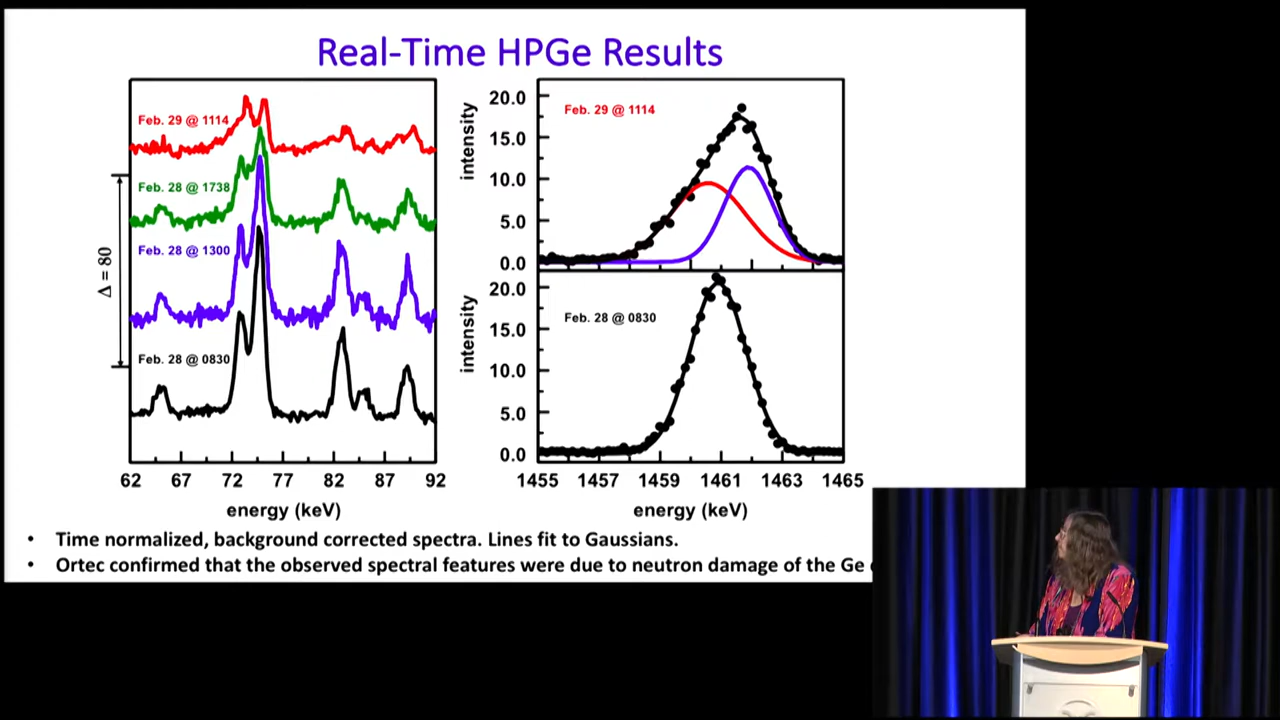 Real-Time HPGe Results
Feb. 29 @ 1114
Feb. 28 @ 1738
Feb. 28 @ 1300
Feb. 28 @ 0830
Δ = 80
62 67 72 77 82 87 92
energy (keV)
Feb. 29 @ 1114
intensity
20.0
15.0
10.0
5.0
0.0
Feb. 28 @ 0830
intensity
20.0
15.0
10.0
5.0
0.0
1455 1457 1459 1461 1463 1465
energy (keV)
• Time normalized, background corrected spectra. Lines fit to Gaussians.
• Ortec confirmed that the observed spectral features were due to neutron damage of the Ge